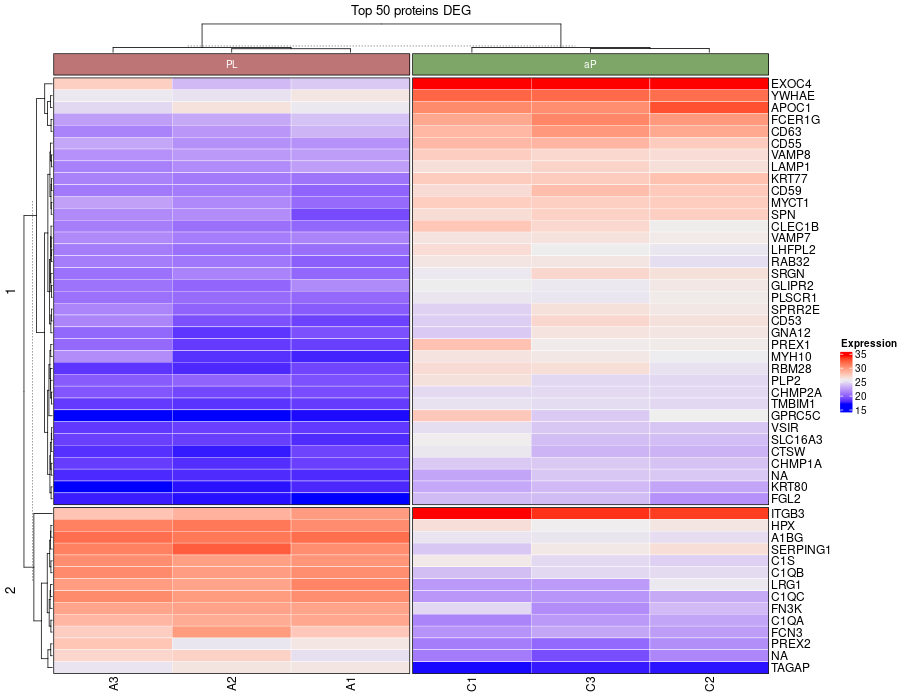 Top 50 proteins DEG
PL
aP
EXOC4
YWHAE
APOC1
FCER1G
CD63
CD55
VAMP8
LAMP1
KRT77
CD59
MYCT1
SPN
CLEC1B
VAMP7
LHFPL2
RAB32
SRGN
GLIPR2
PLSCR1
SPRR2E
CD53
GNA12
PREX1
MYH10
RBM28
PLP2
CHMP2A
TMBIM1
GPRC5C
VSIR
SLC16A3
CTSW
CHMP1A
NA
KRT80
FGL2
1
ITGB3
HPX
A1BG
SERPING1
C1S
C1QB
LRG1
C1QC
FN3K
C1QA
FCN3
PREX2
NA
TAGAP
2
A3
A2
A1
C1
C3
C2
Expression
35
30
25
20
15